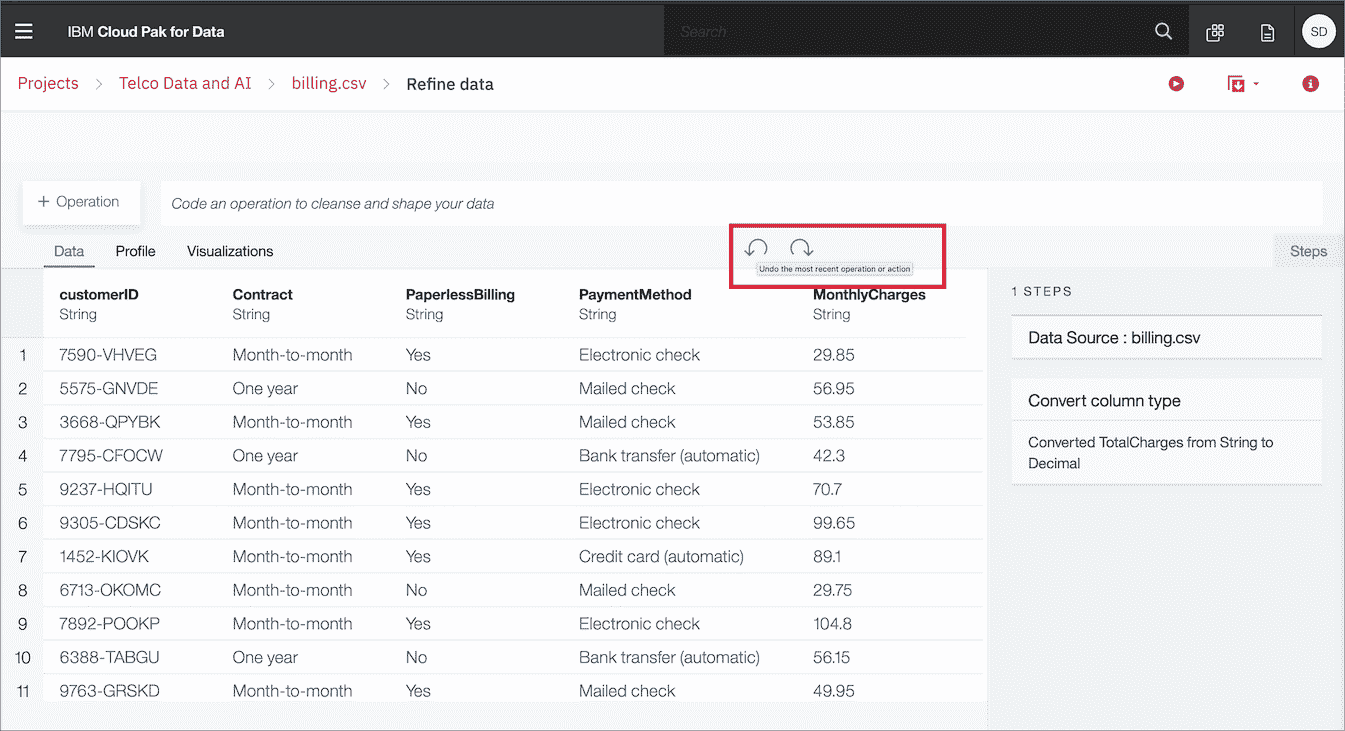 IBM Cloud Pak for Data
Search
SD
Projects > Telco Data and AI > billing.csv > Refine data
+ Operation
Code an operation to cleanse and shape your data
Data Profile Visualizations
Undo the most recent operation or action
Steps
customerID Contract PaperlessBilling PaymentMethod MonthlyCharges
String String String String String
1 7590-VHVEG Month-to-month Yes Electronic check 29.85
2 5575-GNVDE One year No Mailed check 56.95
3 3668-QPYBK Month-to-month Yes Mailed check 53.85
4 7795-CFOCW One year No Bank transfer (automatic) 42.3
5 9237-HQITU Month-to-month Yes Electronic check 70.7
6 9305-CDSKC Month-to-month Yes Electronic check 99.65
7 1452-KIOVK Month-to-month Yes Credit card (automatic) 89.1
8 6713-OKOMC Month-to-month No Mailed check 29.75
9 7892-POOKP Month-to-month Yes Electronic check 104.8
10 6388-TABGU One year No Bank transfer (automatic) 56.15
11 9763-GRSKD Month-to-month Yes Mailed check 49.95
1 STEPS
Data Source : billing.csv
Convert column type
Converted TotalCharges from String to
Decimal